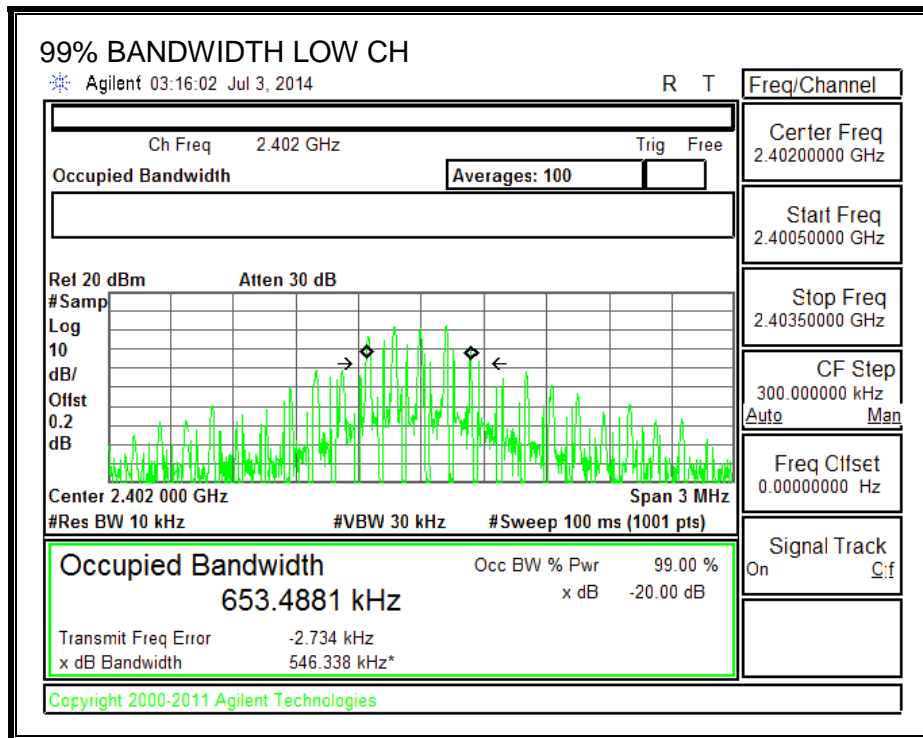 99% BANDWIDTH LOW CH
Agilent 03:16:02 Jul 3, 2014 R T
Freq/Channel
Ch Freq 2.402 GHz Trig Free
Occupied Bandwidth Averages: 100
Center Freq
2.40200000 GHz
Start Freq
2.40050000 GHz
Stop Freq
2.40350000 GHz
CF Step
300.000000 kHz
Auto Man
Freq Offset
0.00000000 Hz
Signal Track
On Off
Ref 20 dBm Atten 30 dB
#Samp
Log
10
dB/
Offst
0.2
dB
Center 2.402 000 GHz Span 3 MHz
#Res BW 10 kHz #VBW 30 kHz #Sweep 100 ms (1001 pts)
Occupied Bandwidth
653.4881 kHz
Occ BW % Pwr 99.00 %
x dB -20.00 dB
Transmit Freq Error -2.734 kHz
x dB Bandwidth 546.338 kHz*
Copyright 2000-2011 Agilent Technologies